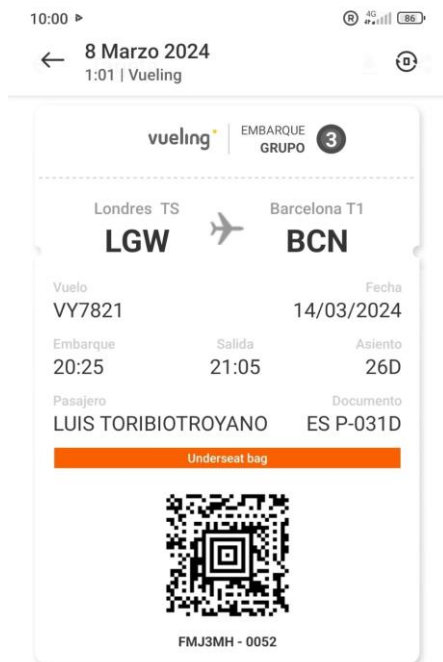 10:00
R 4G 86
8 Marzo 2024
1:01 | Vueling
vueling EMBARQUE GRUPO 3
Londres TS Barcelona T1
LGW BCN
Vuelo Fecha
VY7821 14/03/2024
Embarque Salida Asiento
20:25 21:05 26D
Pasajero Documento
LUIS TORIBIOTROYANO ES P-031D
Underseat bag
FMJ3MH - 0052